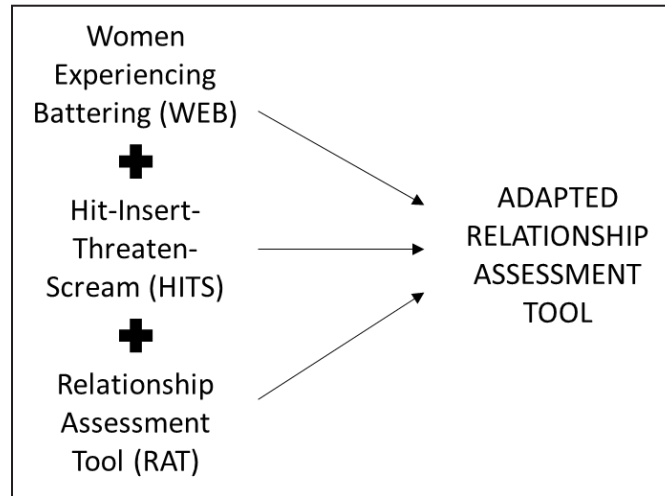 Women
Experiencing
Battering (WEB)
Hit-Insert-
Threaten-
Scream (HITS)
Relationship
Assessment
Tool (RAT)
ADAPTED
RELATIONSHIP
ASSESSMENT
TOOL